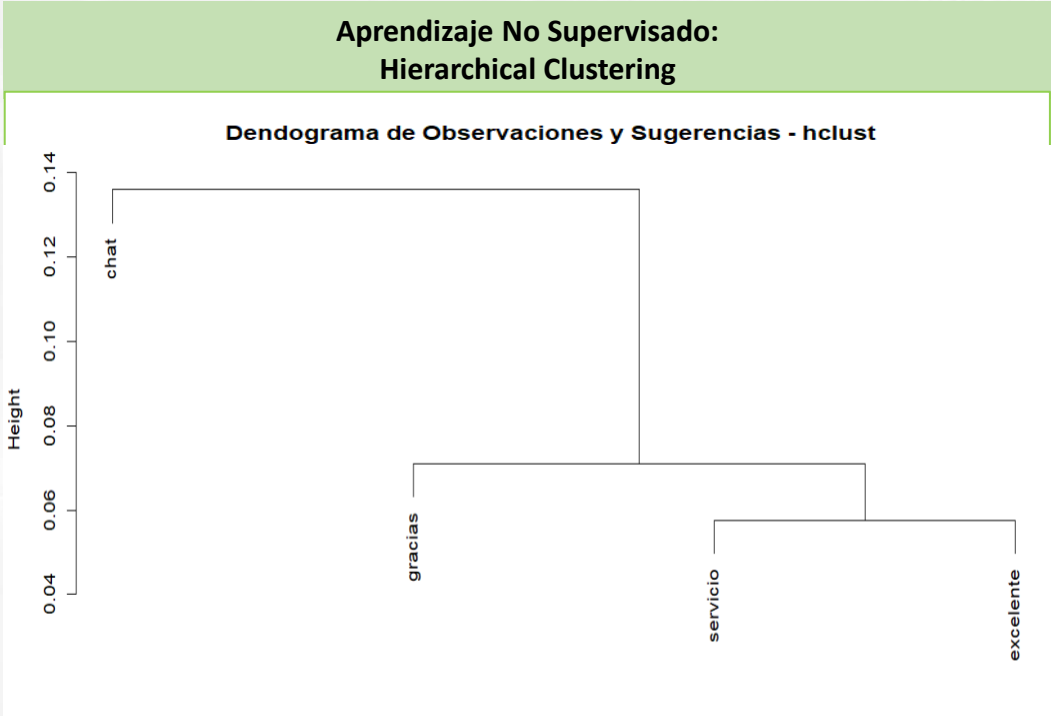 Aprendizaje No Supervisado:
Hierarchical Clustering
Dendograma de Observaciones y Sugerencias - hclust
Height
0.14
0.12
0.10
0.08
0.06
0.04
chat
gracias
servicio
excelente